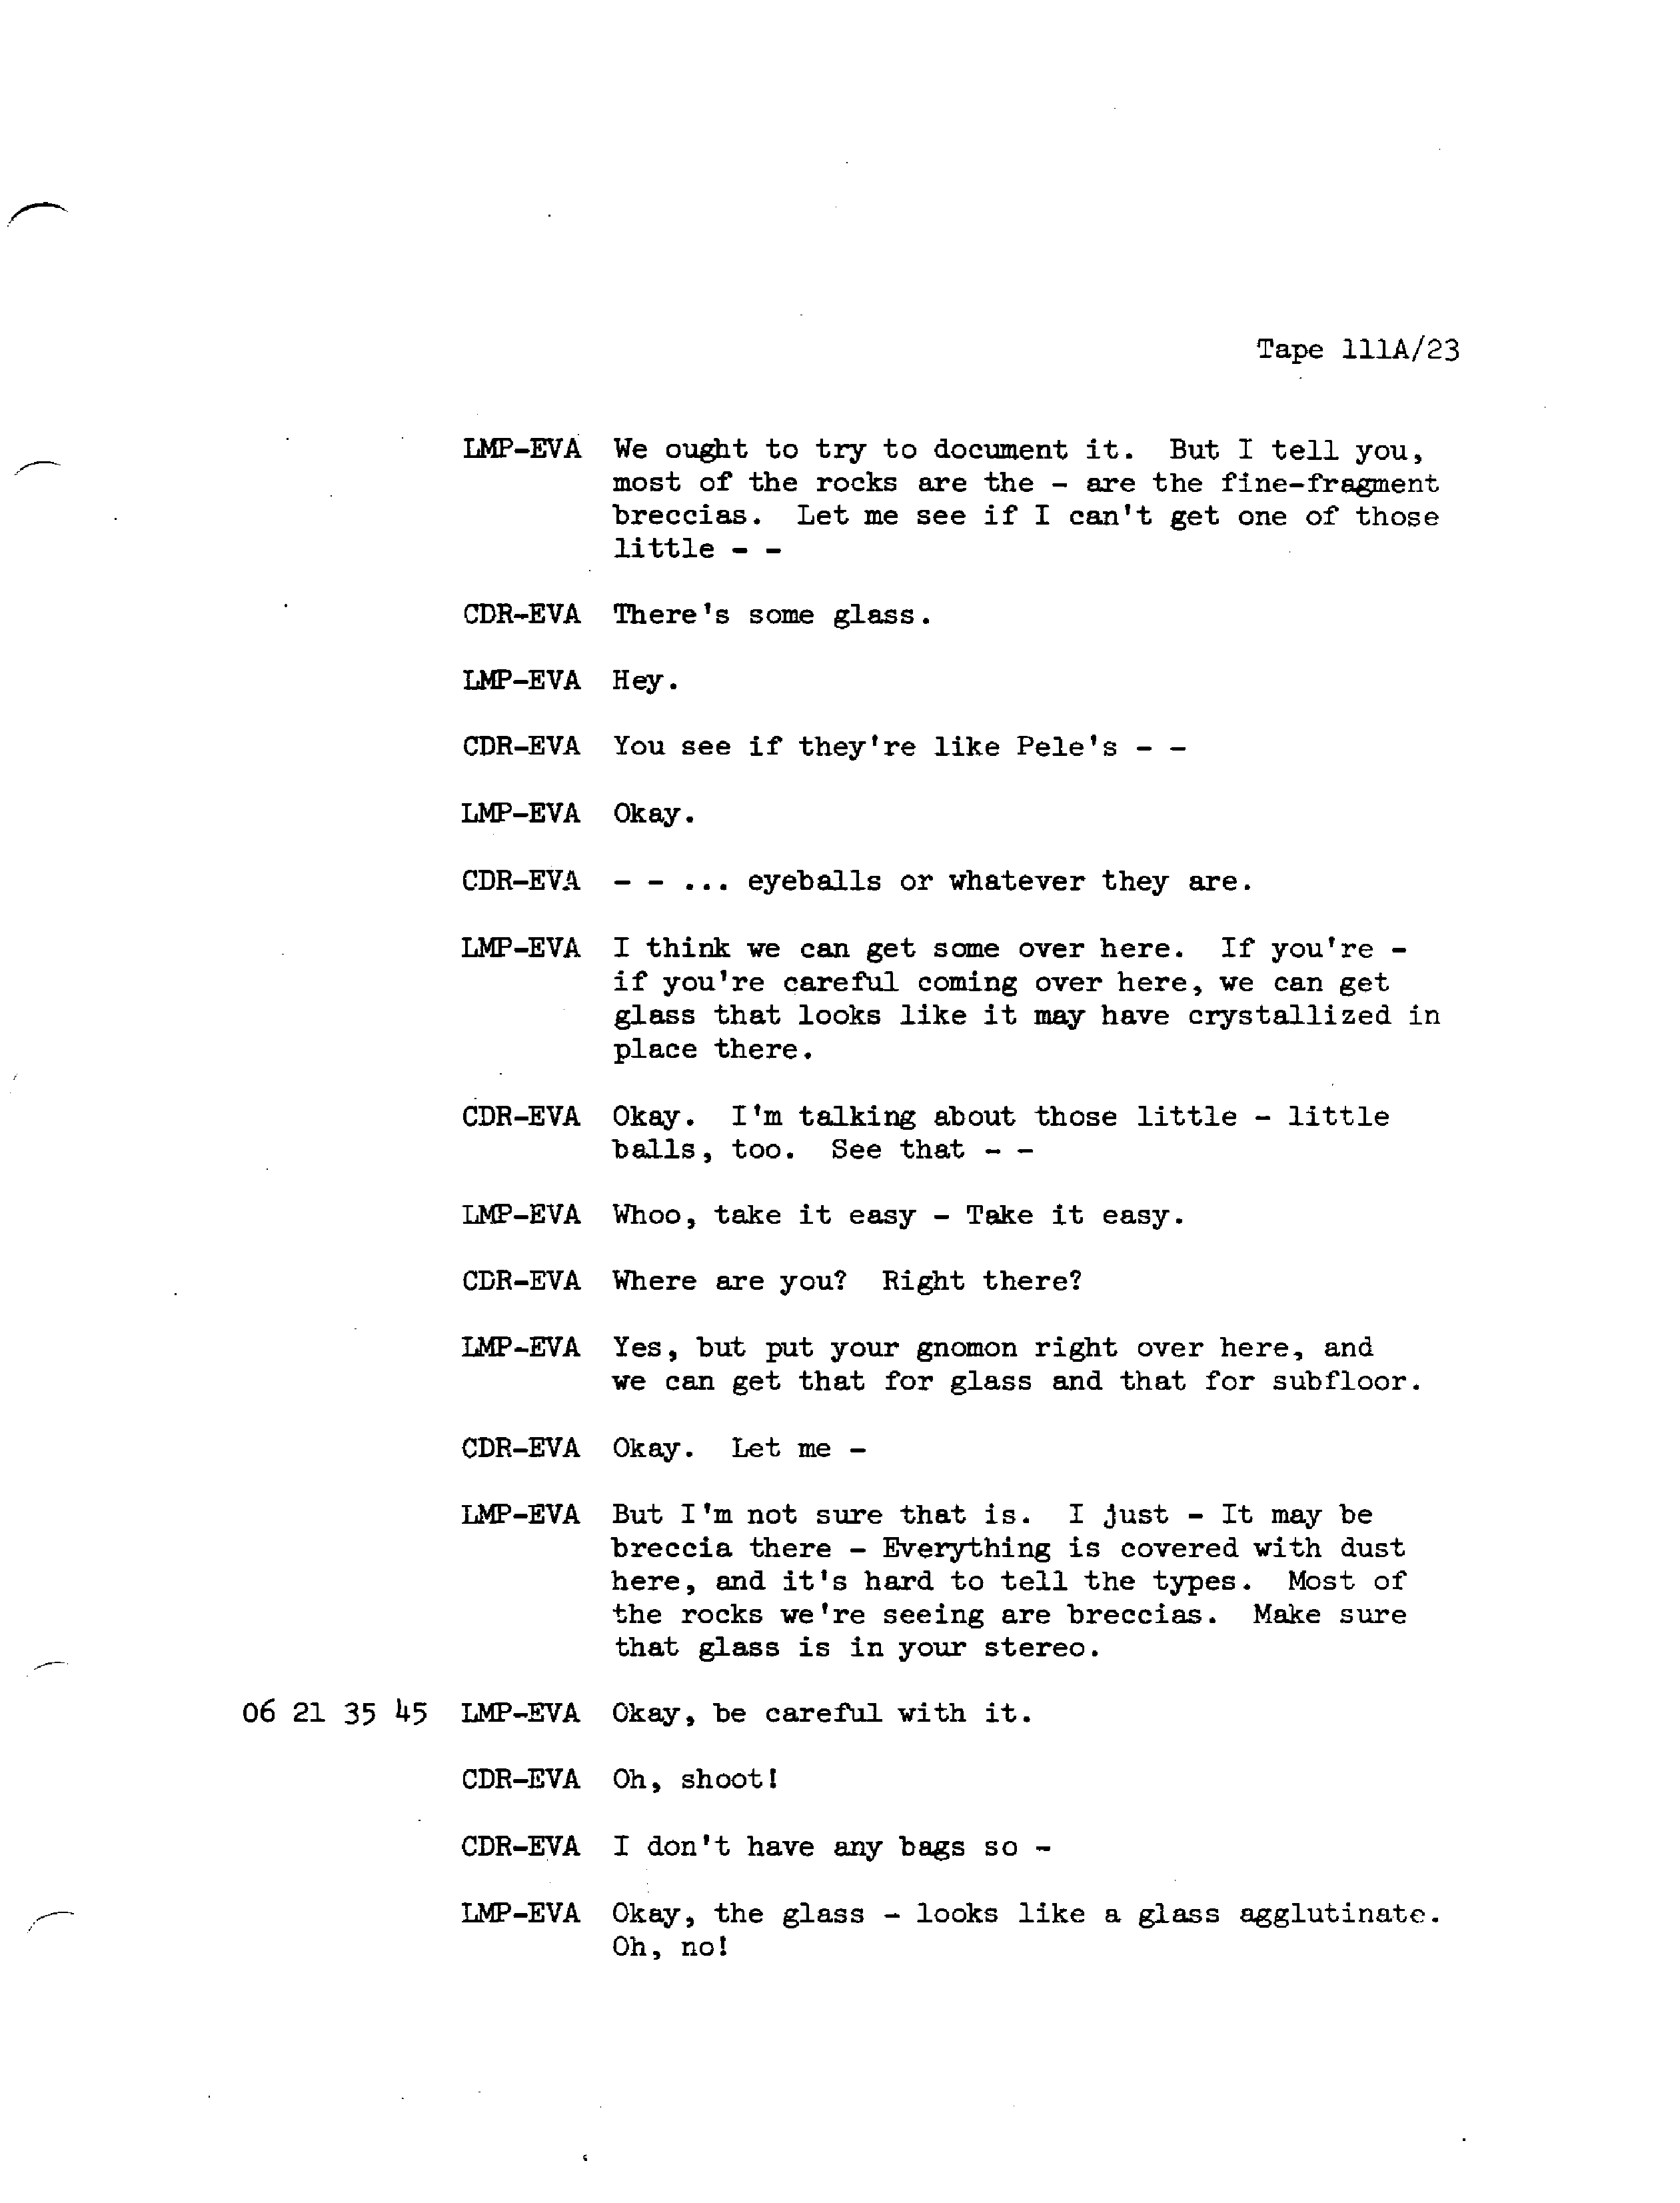 Tape 111A/23
LMP-EVA We ought to try to document it. But I tell you,
most of the rocks are the - are the fine-fragment
breccias. Let me see if I can't get one of those
little - -
CDR-EVA There's some glass.
LMP-EVA Hey.
CDR-EVA You see if they're like Pele's - -
LMP-EVA Okay.
CDR-EVA - - ... eyeballs or whatever they are.
LMP-EVA I think we can get some over here. If you're -
if you're careful coming over here, we can get
glass that looks like it may have crystallized in
place there.
CDR-EVA Okay. I'm talking about those little - little
balls, too. See that - -
LMP-EVA Whoo, take it easy - Take it easy.
CDR-EVA Where are you? Right there?
LMP-EVA Yes, but put your gnomon right over here, and
we can get that for glass and that for subfloor.
CDR-EVA Okay. Let me -
LMP-EVA But I'm not sure that is. I just - It may be
breccia there - Everything is covered with dust
here, and it's hard to tell the types. Most of
the rocks we're seeing are breccias. Make sure
that glass is in your stereo.
06 21 35 45 LMP-EVA Okay, be careful with it.
CDR-EVA Oh, shoot!
CDR-EVA I don't have any bags so -
LMP-EVA Okay, the glass - looks like a glass agglutinate.
Oh, no!